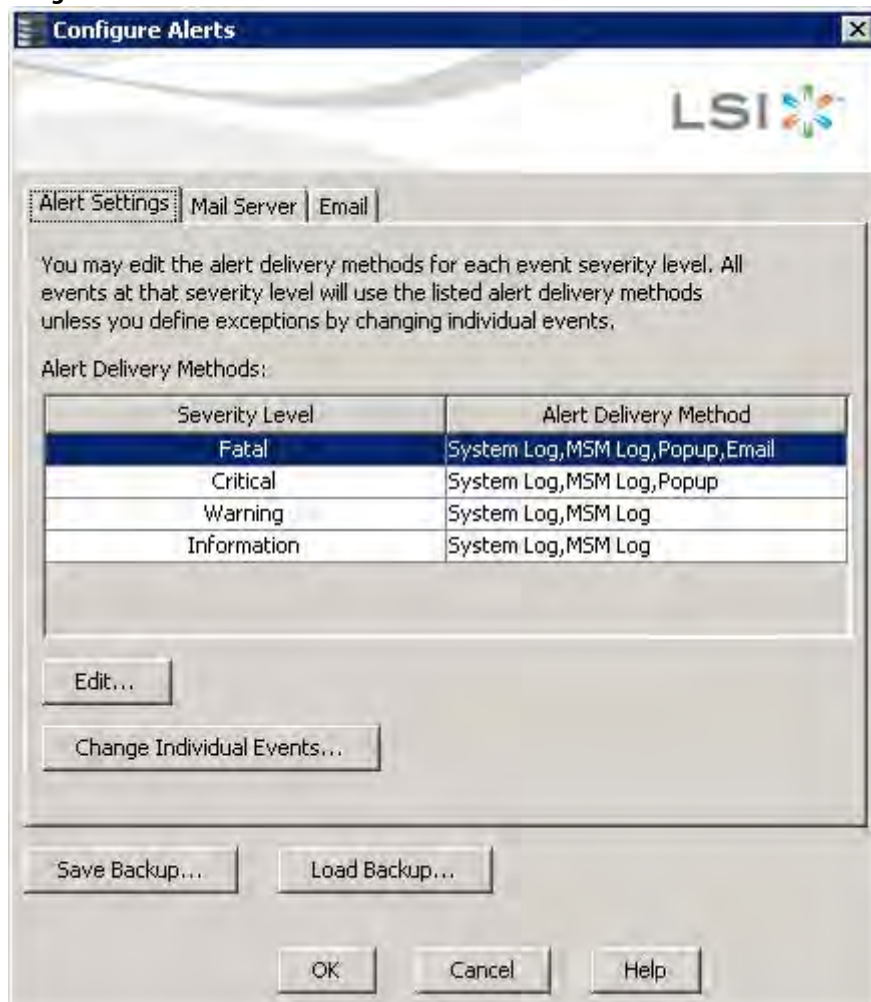 Configure Alerts
LSI
Alert Settings Mail Server Email
You may edit the alert delivery methods for each event severity level. All
events at that severity level will use the listed alert delivery methods
unless you define exceptions by changing individual events.
Alert Delivery Methods:
Severity Level Alert Delivery Method
Fatal System Log,MSM Log,Popup,Email
Critical System Log,MSM Log,Popup
Warning System Log,MSM Log
Information System Log,MSM Log
Edit...
Change Individual Events...
Save Backup... Load Backup...
OK Cancel Help